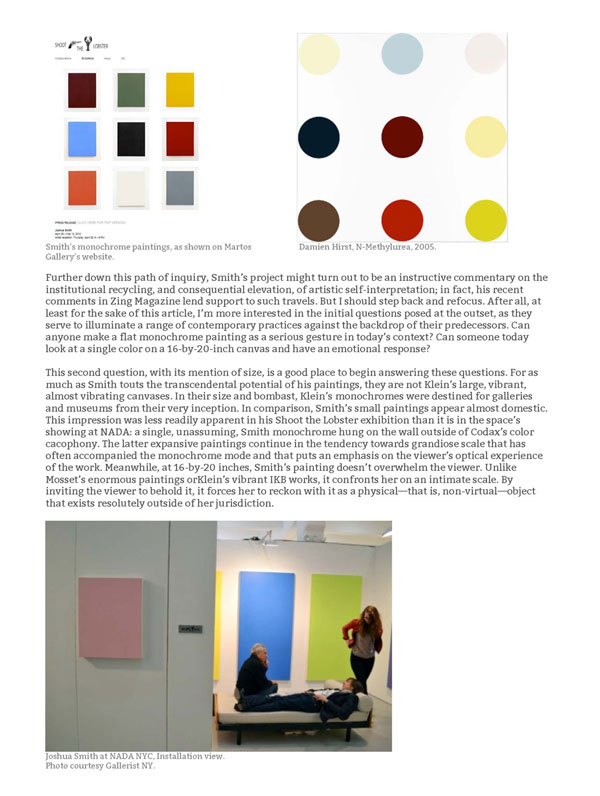 SHOOT THE LOBSTER
Smith's monochrome paintings, as shown on Martos
Gallery's website.
Damien Hirst, N-Methylurea, 2005.
Further down this path of inquiry, Smith's project might turn out to be an instructive commentary on the
institutional recycling, and consequential elevation, of artistic self-interpretation; in fact, his recent
comments in Zing Magazine lend support to such travels. But I should step back and refocus. After all, at
least for the sake of this article, I'm more interested in the initial questions posed at the outset, as they
serve to illuminate a range of contemporary practices against the backdrop of their predecessors. Can
anyone make a flat monochrome painting as a serious gesture in today's context? Can someone today
look at a single color on a 16-by-20-inch canvas and have an emotional response?
This second question, with its mention of size, is a good place to begin answering these questions. For as
much as Smith touts the transcendental potential of his paintings, they are not Klein's large, vibrant,
almost vibrating canvases. In their size and bombast, Klein's monochromes were destined for galleries
and museums from their very inception. In comparison, Smith's small paintings appear almost domestic.
This impression was less readily apparent in his Shoot the Lobster exhibition than it is in the space's
showing at NADA: a single, unassuming, Smith monochrome hung on the wall outside of Codax's color
cacophony. The latter expansive paintings continue in the tendency towards grandiose scale that has
often accompanied the monochrome mode and that puts an emphasis on the viewer's optical experience
of the work. Meanwhile, at 16-by-20 inches, Smith's painting doesn't overwhelm the viewer. Unlike
Mosset's enormous paintings orKlein's vibrant IKB works, it confronts her on an intimate scale. By
inviting the viewer to behold it, it forces her to reckon with it as a physical—that is, non-virtual—object
that exists resolutely outside of her jurisdiction.
Joshua Smith at NADA NYC, Installation view.
Photo courtesy Gallerist NY.